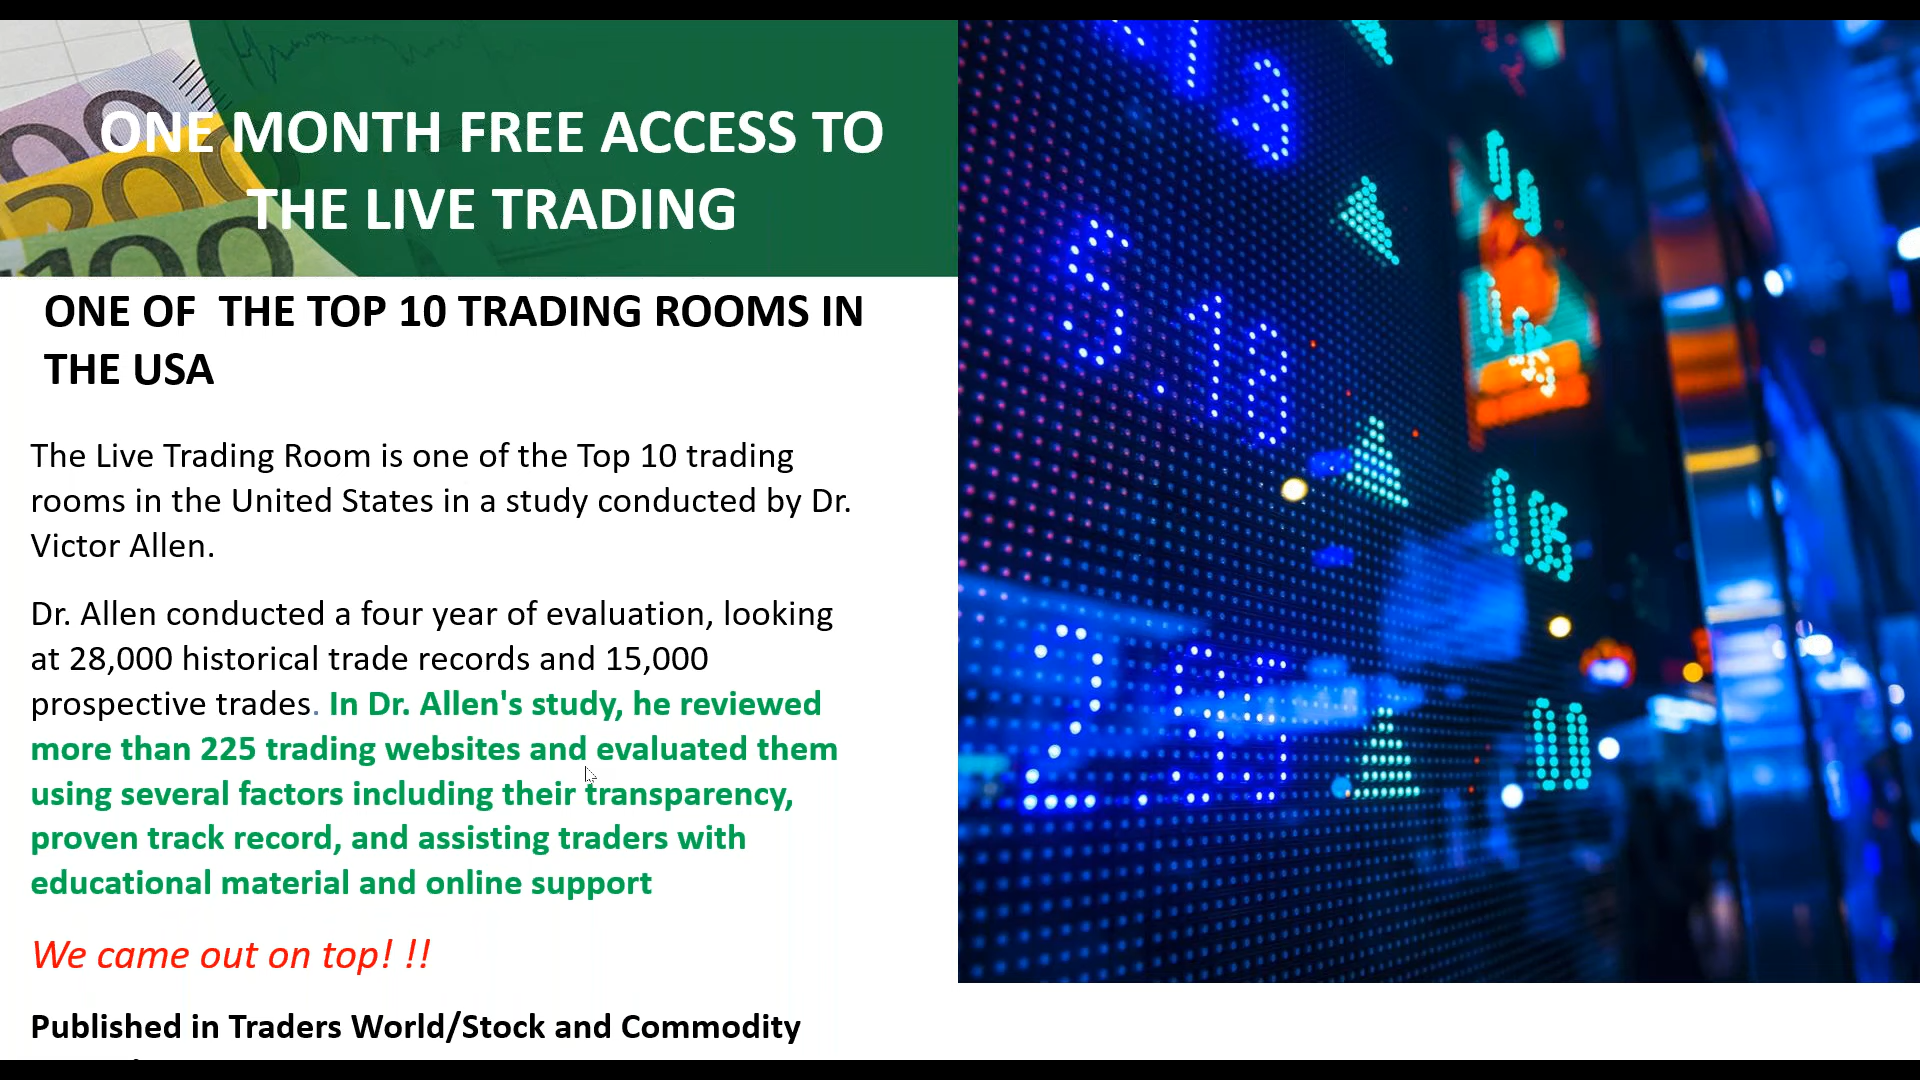 ONE MONTH FREE ACCESS TO
THE LIVE TRADING
ONE OF  THE TOP 10 TRADING ROOMS IN
THE USA
The Live Trading Room is one of the Top 10 trading
rooms in the United States in a study conducted by Dr.
Victor Allen.
Dr. Allen conducted a four year of evaluation, looking
at 28,000 historical trade records and 15,000
prospective trades. In Dr. Allen's study, he reviewed
more than 225 trading websites and evaluated them
using several factors including their transparency,
proven track record, and assisting traders with
educational material and online support
We came out on top! !!
Published in Traders World/Stock and Commodity
200
100
5.18